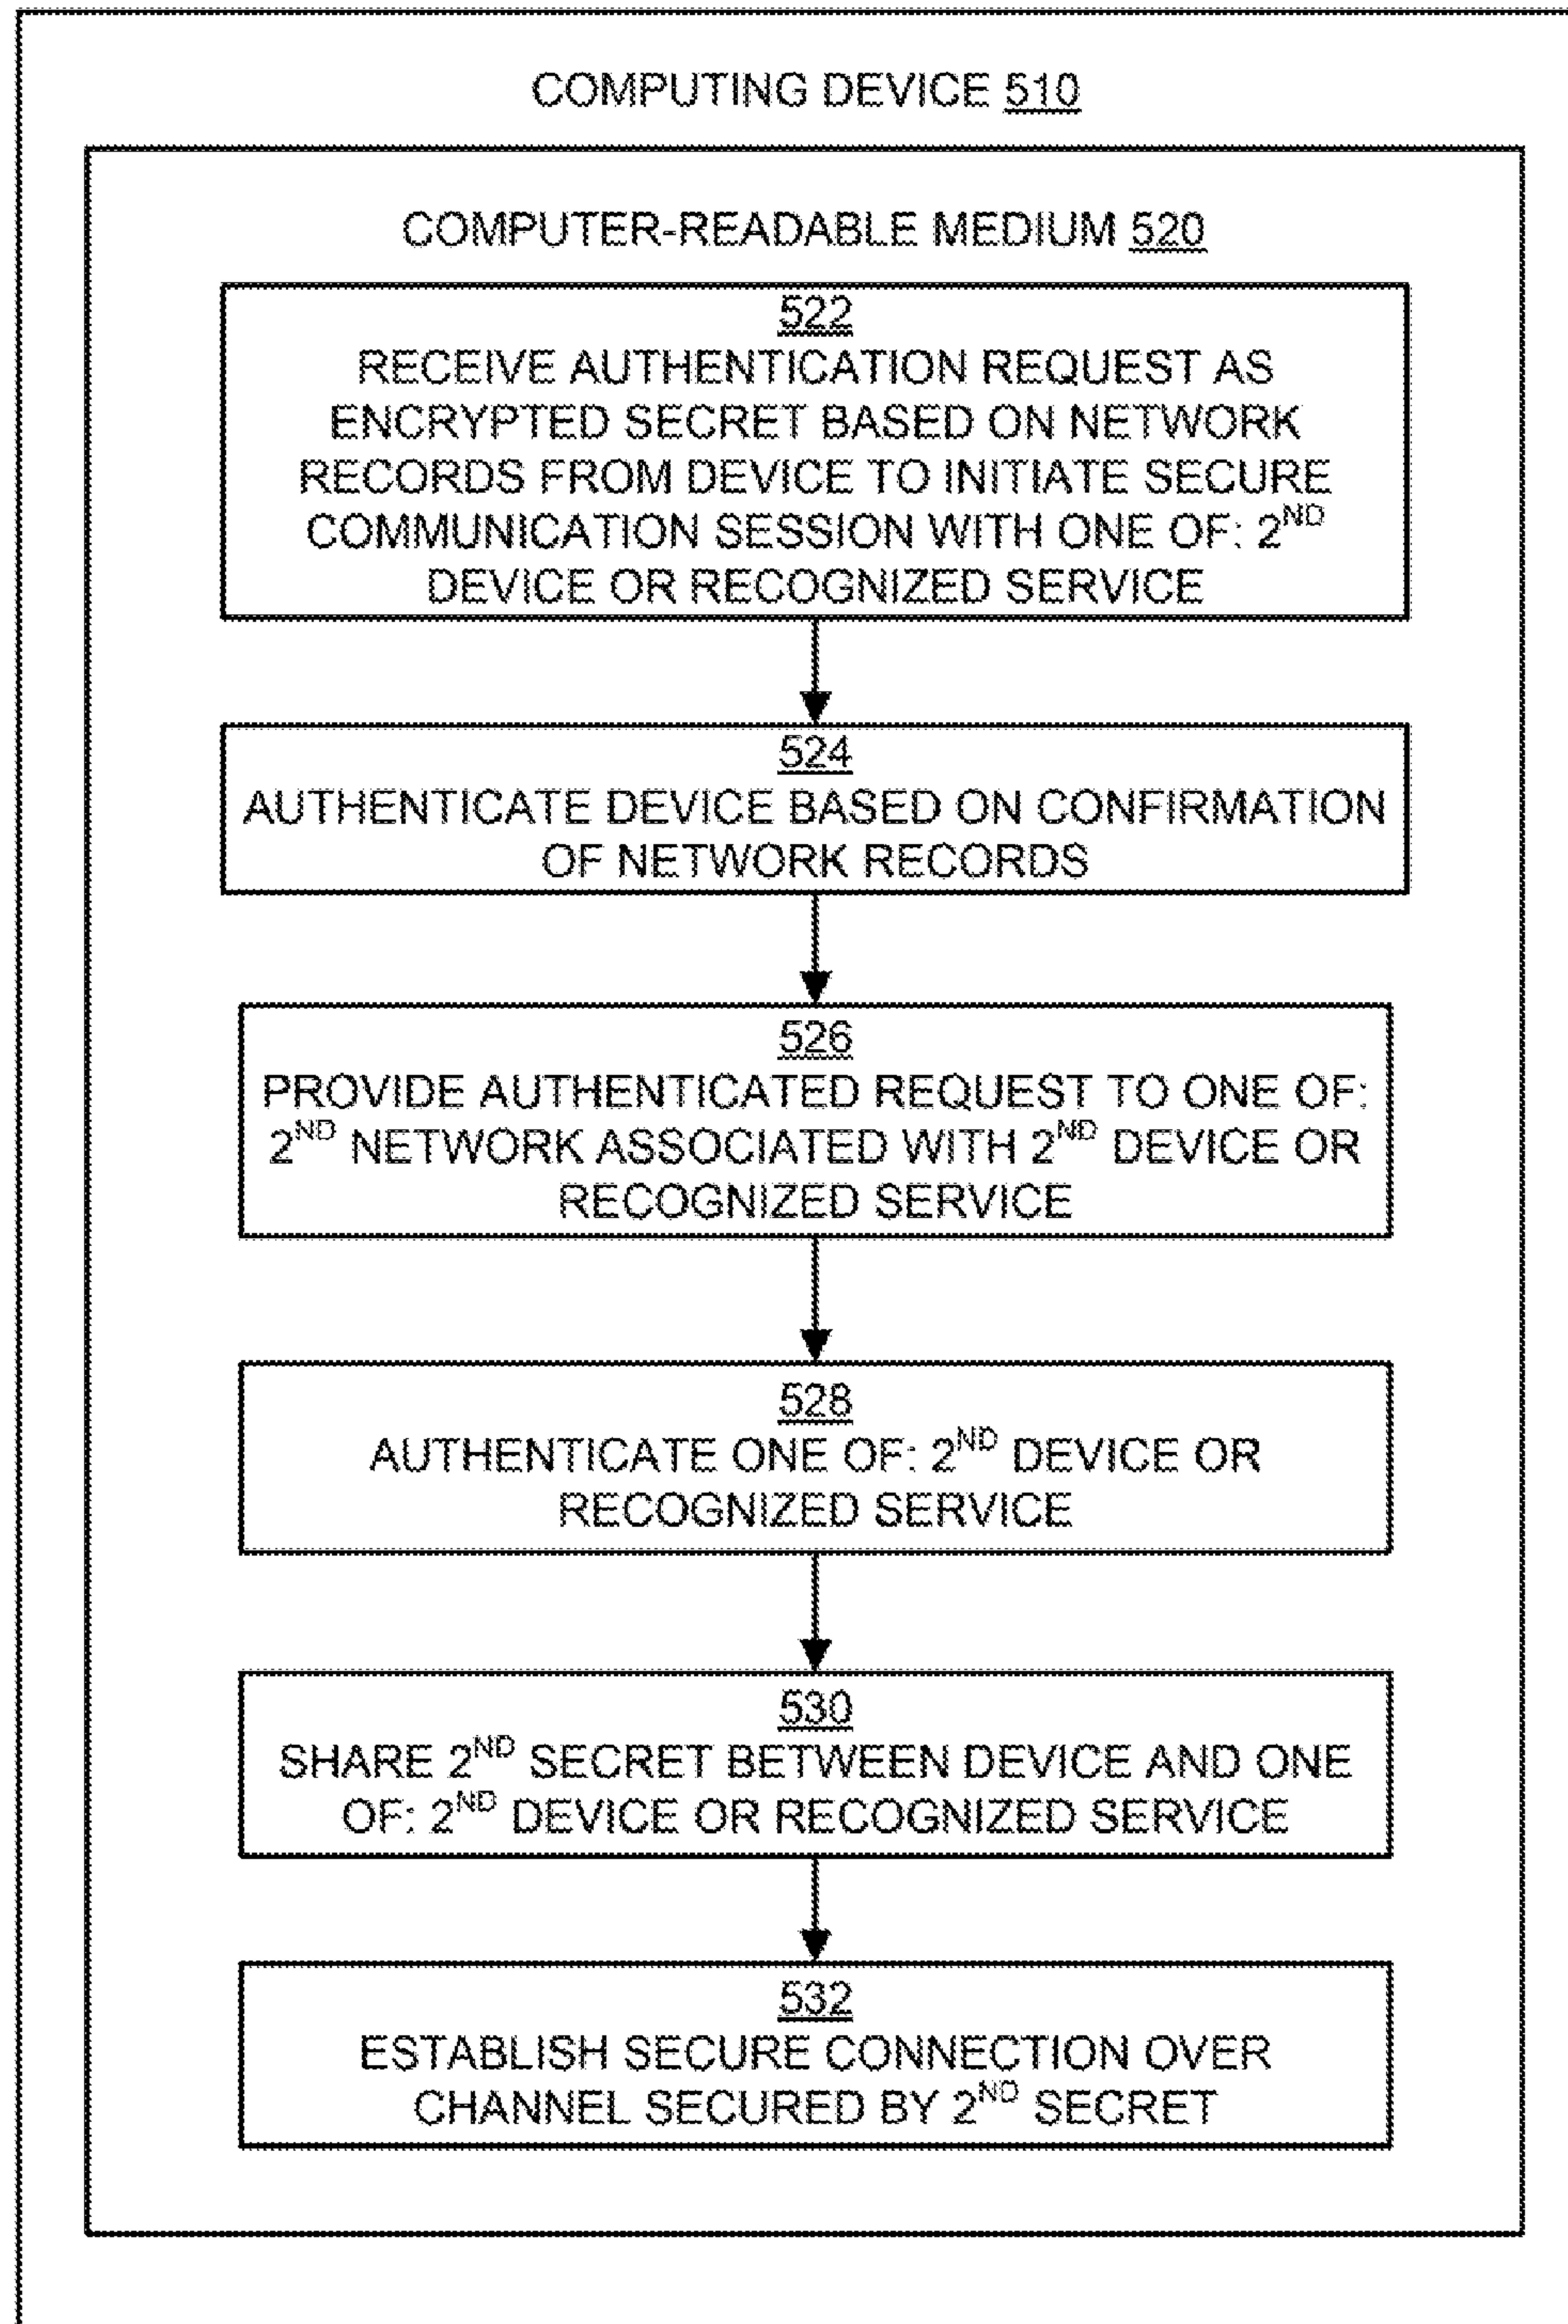 COMPUTING DEVICE 510
COMPUTER-READABLE MEDIUM 520
522
RECEIVE AUTHENTICATION REQUEST AS
ENCRYPTED SECRET BASED ON NETWORK
RECORDS FROM DEVICE TO INITIATE SECURE
COMMUNICATION SESSION WITH ONE OF: 2ND
DEVICE OR RECOGNIZED SERVICE
524
AUTHENTICATE DEVICE BASED ON CONFIRMATION
OF NETWORK RECORDS
526
PROVIDE AUTHENTICATED REQUEST TO ONE OF:
2ND NETWORK ASSOCIATED WITH 2ND DEVICE OR
RECOGNIZED SERVICE
528
AUTHENTICATE ONE OF: 2ND DEVICE OR
RECOGNIZED SERVICE
530
SHARE 2ND SECRET BETWEEN DEVICE AND ONE
OF: 2ND DEVICE OR RECOGNIZED SERVICE
532
ESTABLISH SECURE CONNECTION OVER
CHANNEL SECURED BY 2ND SECRET